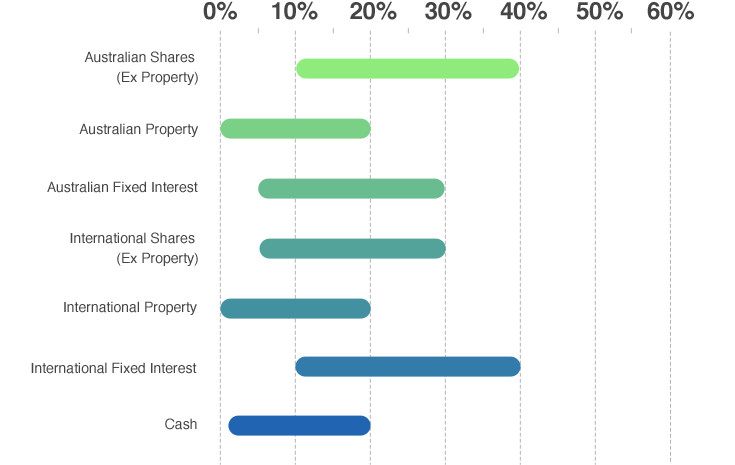 0% 10% 20% 30% 40% 50% 60%
Australian Shares
(Ex Property)
Australian Property
Australian Fixed Interest
International Shares
(Ex Property)
International Property
International Fixed Interest
Cash